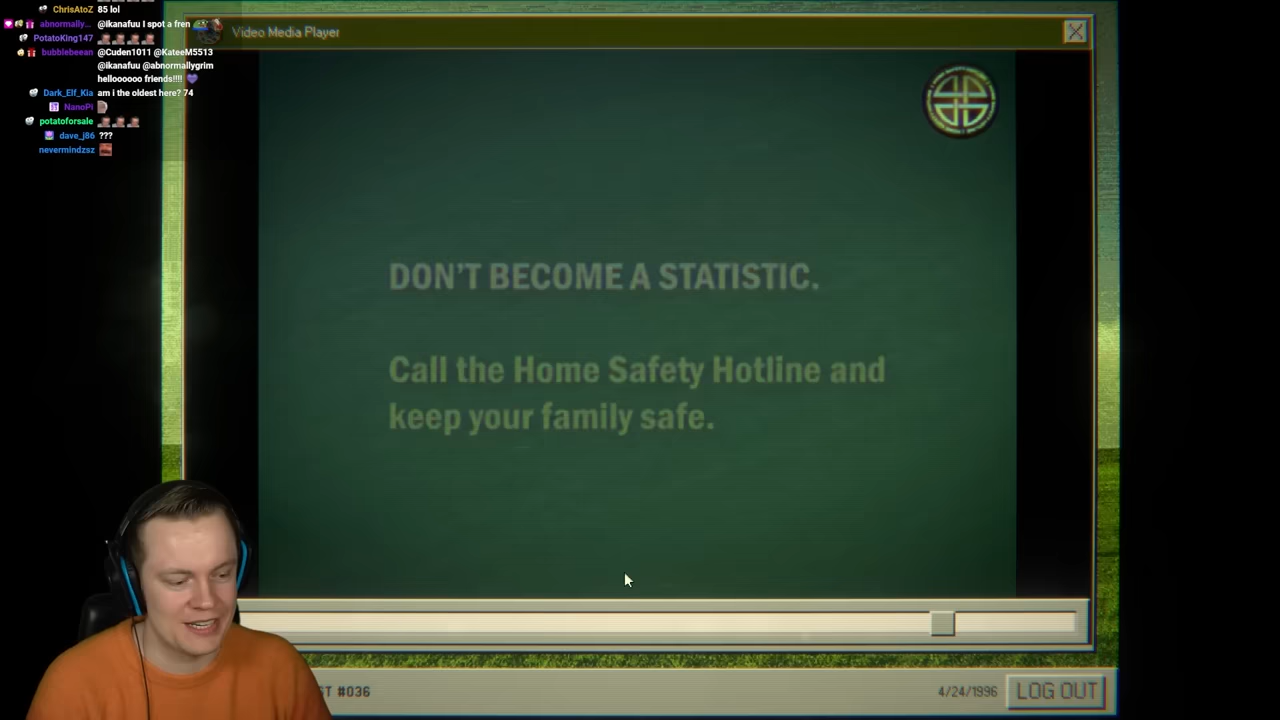 ChrisAtoZ 85 lol
abnormally... @ikanafuu I spot a fren
PotatoKing147
bubblebeean @Cuden1011 @KateeM5513
@ikanafuu @abnormallygrim
helloooooo friends!!!!
Dark_Elf_Kia am i the oldest here? 74
NanoPi
potatoforsale
dave_j86 ???
nevermindzsz
Video Media Player
DON'T BECOME A STATISTIC.
Call the Home Safety Hotline and
keep your family safe.
ST #036
4/24/1996
LOG OUT